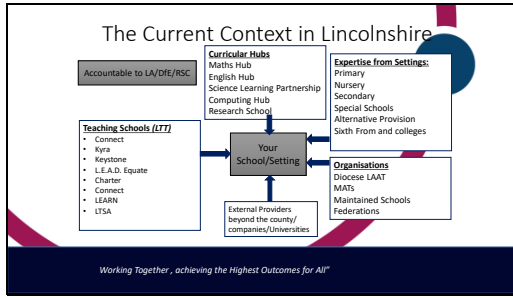 The Current Context in Lincolnshire
Accountable to LA/DfE/RSC
Curricular Hubs
Maths Hub
English Hub
Science Learning Partnership
Computing Hub
Research School
Expertise from Settings:
Primary
Nursery
Secondary
Special Schools
Alternative Provision
Sixth From and colleges
Teaching Schools (LTT)
• Connect
• Kyra
• Keystone
• L.E.A.D. Equate
• Charter
• Connect
• LEARN
• LTSA
Your
School/Setting
Organisations
Diocese LAAT
MATs
Maintained Schools
Federations
External Providers
beyond the county/
companies/Universities
Working Together , achieving the Highest Outcomes for All”